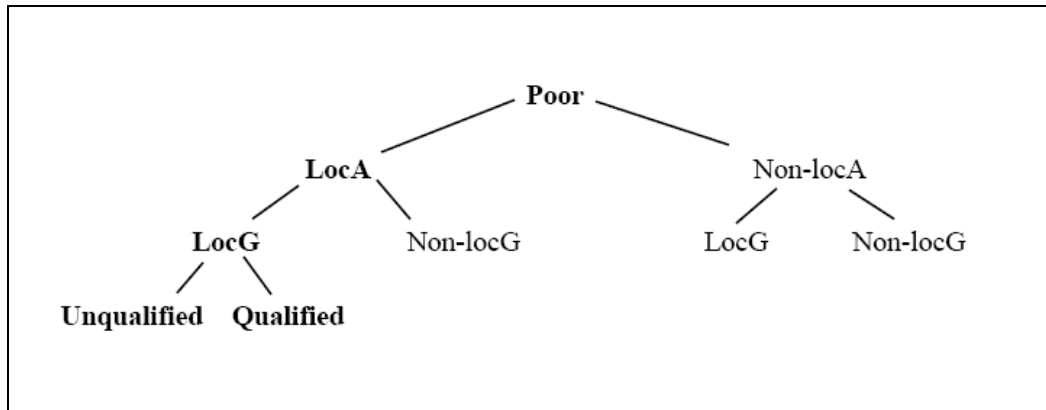 Poor
LocA Non-locA
LocG Non-locG LocG Non-locG
Unqualified Qualified